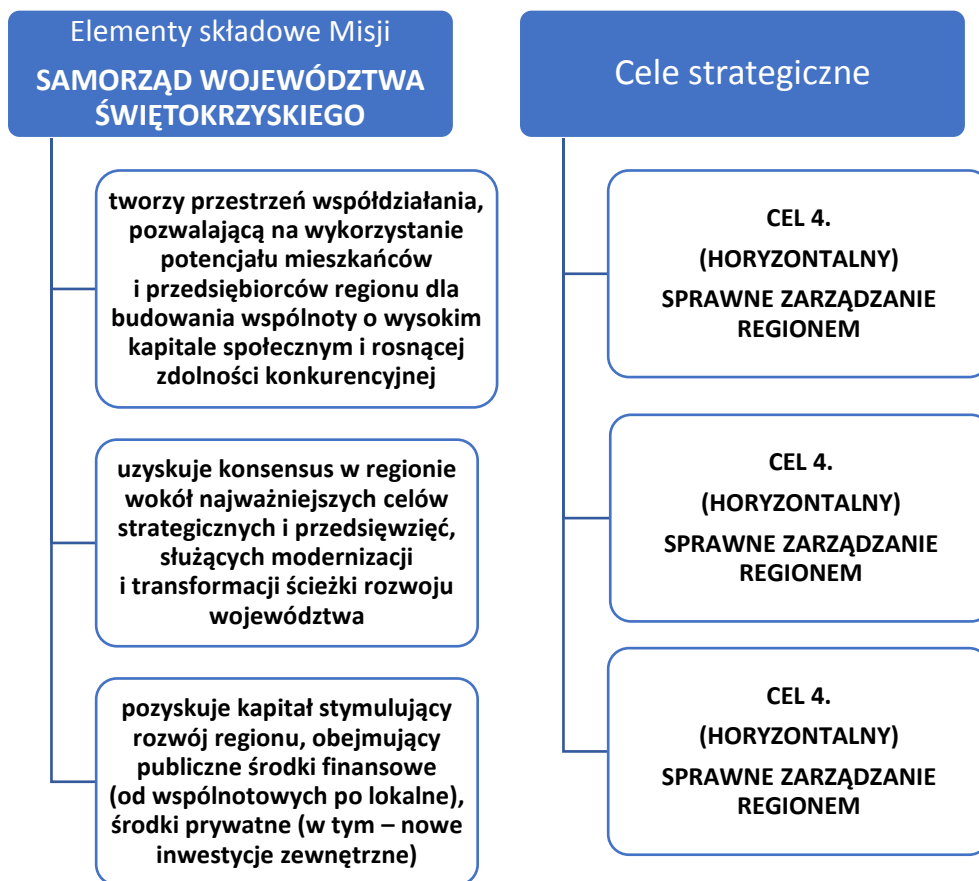 Elementy składowe Misji
SAMORZĄD WOJEWÓDZTWA
ŚWIĘTOKRZYSKIEGO
tworzy przestrzeń współdziałania,
pozwalającą na wykorzystanie
potencjału mieszkańców
i przedsiębiorców regionu dla
budowania wspólnoty o wysokim
kapitale społecznym i rosnącej
zdolności konkurencyjnej
uzyskuje konsensus w regionie
wokół najważniejszych celów
strategicznych i przedsięwzięć,
służących modernizacji
i transformacji ścieżki rozwoju
województwa
pozyskuje kapitał stymulujący
rozwój regionu, obejmujący
publiczne środki finansowe
(od wspólnotowych po lokalne),
środki prywatne (w tym – nowe
inwestycje zewnętrzne)
Cele strategiczne
CEL 4.
(HORYZONTALNY)
SPRAWNE ZARZĄDZANIE
REGIONEM
CEL 4.
(HORYZONTALNY)
SPRAWNE ZARZĄDZANIE
REGIONEM
CEL 4.
(HORYZONTALNY)
SPRAWNE ZARZĄDZANIE
REGIONEM